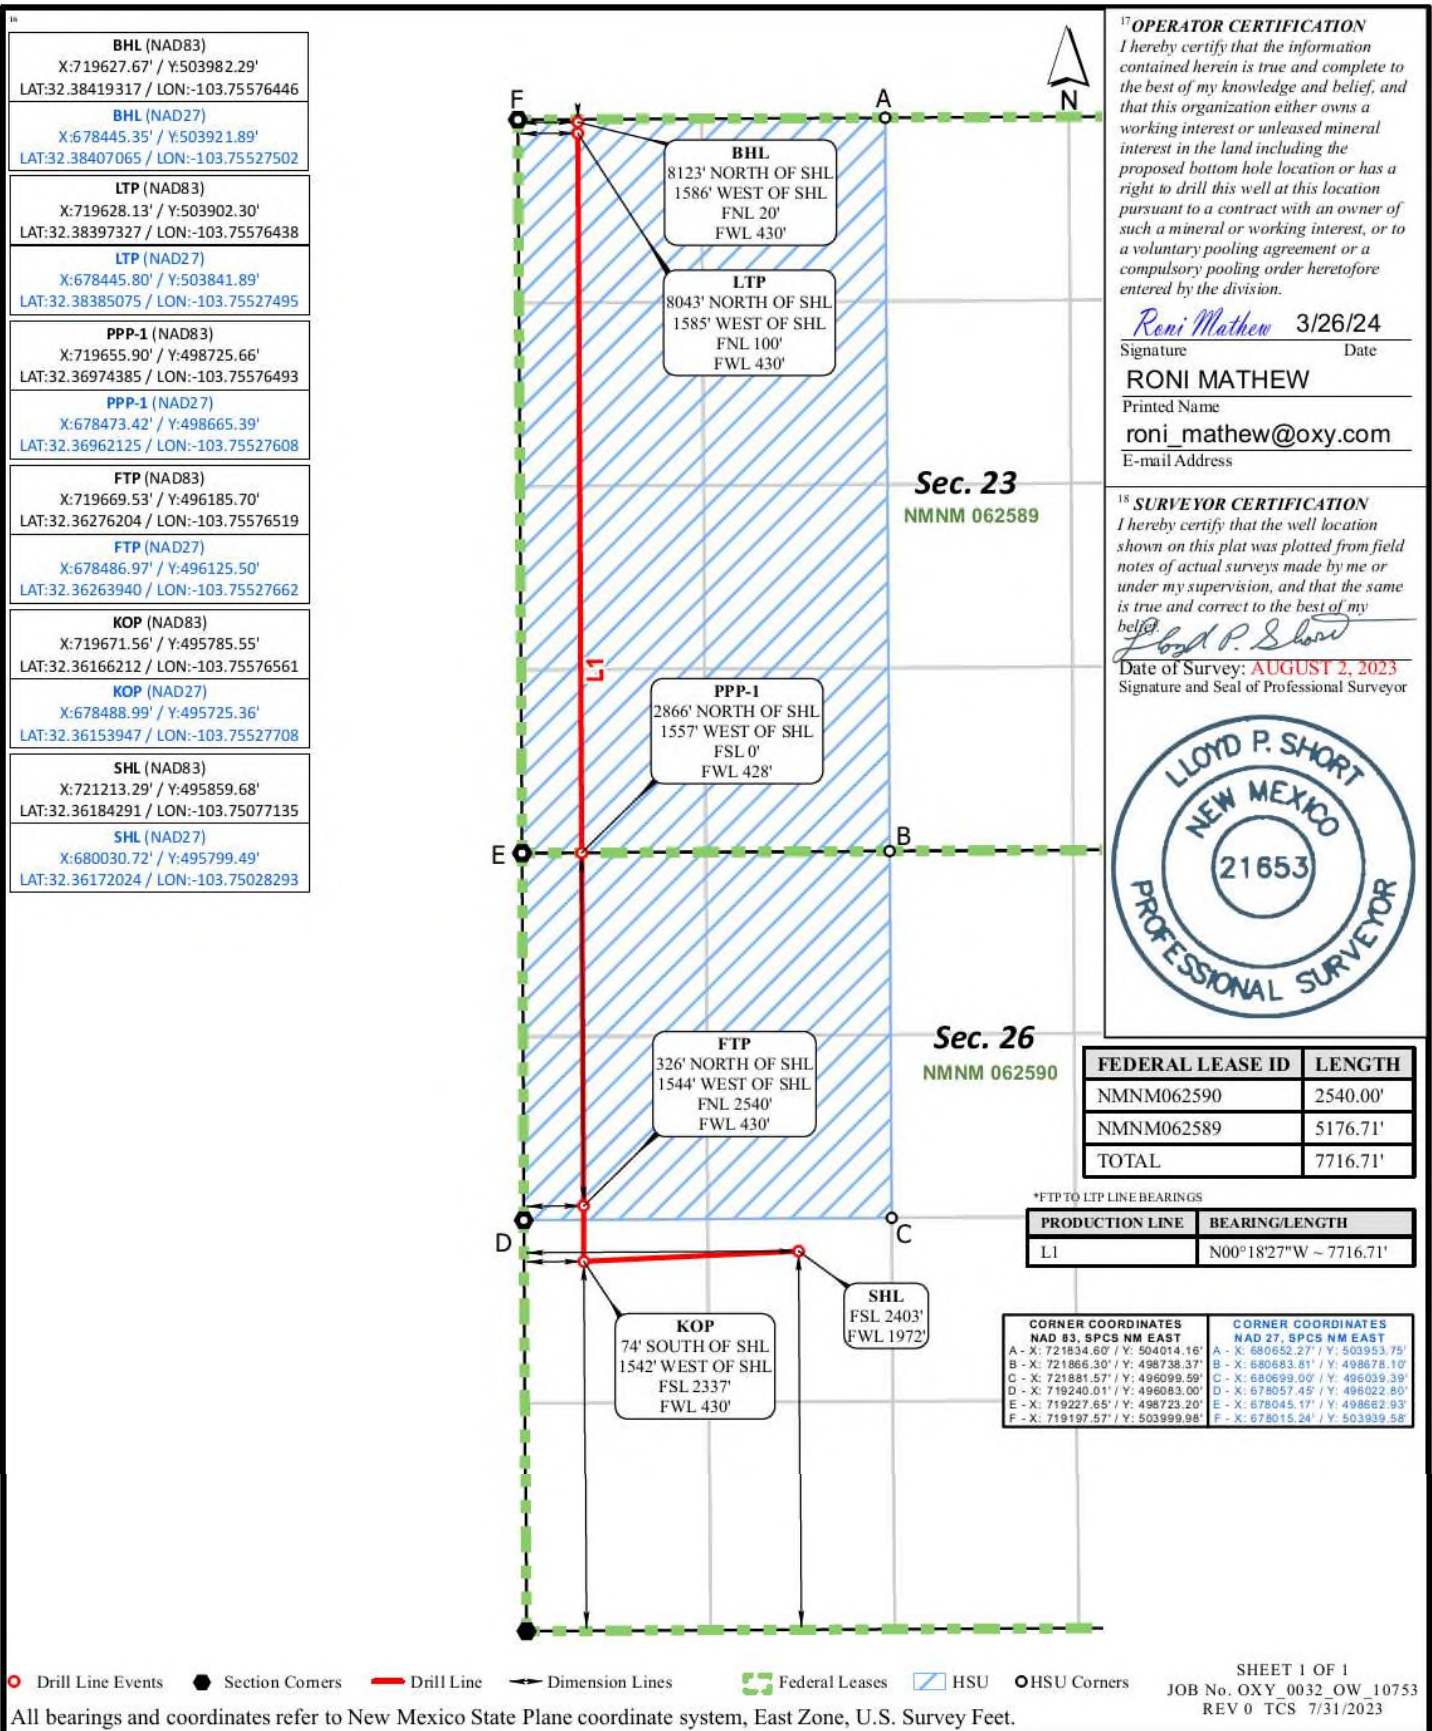 16
BHL (NAD83)
X:719627.67' / Y:503982.29'
LAT:32.38419317 / LON:-103.75576446
BHL (NAD27)
X:678445.35' / Y:503921.89'
LAT:32.38407065 / LON:-103.75527502
LTP (NAD83)
X:719628.13' / Y:503902.30'
LAT:32.38397327 / LON:-103.75576438
LTP (NAD27)
X:678445.80' / Y:503841.89'
LAT:32.38385075 / LON:-103.75527495
PPP-1 (NAD83)
X:719655.90' / Y:498725.66'
LAT:32.36974385 / LON:-103.75576493
PPP-1 (NAD27)
X:678473.42' / Y:498665.39'
LAT:32.36962125 / LON:-103.75527608
FTP (NAD83)
X:719669.53' / Y:496185.70'
LAT:32.36276204 / LON:-103.75576519
FTP (NAD27)
X:678486.97' / Y:496125.50'
LAT:32.36263940 / LON:-103.75527662
KOP (NAD83)
X:719671.56' / Y:495785.55'
LAT:32.36166212 / LON:-103.75576561
KOP (NAD27)
X:678488.99' / Y:495725.36'
LAT:32.36153947 / LON:-103.75527708
SHL (NAD83)
X:721213.29' / Y:495859.68'
LAT:32.36184291 / LON:-103.75077135
SHL (NAD27)
X:680030.72' / Y:495799.49'
LAT:32.36172024 / LON:-103.75028293
F
A
N
BHL
8123' NORTH OF SHL
1586' WEST OF SHL
FNL 20'
FWL 430'
LTP
8043' NORTH OF SHL
1585' WEST OF SHL
FNL 100'
FWL 430'
Sec. 23
NMNM 062589
L1
PPP-1
2866' NORTH OF SHL
1557' WEST OF SHL
FSL 0'
FWL 428'
E
B
Sec. 26
NMNM 062590
FTP
326' NORTH OF SHL
1544' WEST OF SHL
FNL 2540'
FWL 430'
D
C
SHL
FSL 2403'
FWL 1972'
KOP
74' SOUTH OF SHL
1542' WEST OF SHL
FSL 2337'
FWL 430'
17 OPERATOR CERTIFICATION
I hereby certify that the information
contained herein is true and complete to
the best of my knowledge and belief, and
that this organization either owns a
working interest or unleased mineral
interest in the land including the
proposed bottom hole location or has a
right to drill this well at this location
pursuant to a contract with an owner of
such a mineral or working interest, or to
a voluntary pooling agreement or a
compulsory pooling order heretofore
entered by the division.
Roni Mathew 3/26/24
Signature Date
RONI MATHEW
Printed Name
roni_mathew@oxy.com
E-mail Address
18 SURVEYOR CERTIFICATION
I hereby certify that the well location
shown on this plat was plotted from field
notes of actual surveys made by me or
under my supervision, and that the same
is true and correct to the best of my
belief.
Lloyd P. Short
Date of Survey: AUGUST 2, 2023
Signature and Seal of Professional Surveyor
LLOYD P. SHORT
NEW MEXICO
21653
PROFESSIONAL SURVEYOR
FEDERAL LEASE ID LENGTH
NMNM062590 2540.00'
NMNM062589 5176.71'
TOTAL 7716.71'
*FTP TO LTP LINE BEARINGS
PRODUCTION LINE BEARING/LENGTH
L1 N00°18'27"W ~ 7716.71'
CORNER COORDINATES
NAD 83, SPCS NM EAST
A - X: 721834.60' / Y: 504014.16'
B - X: 721866.30' / Y: 498738.37'
C - X: 721881.57' / Y: 496099.59'
D - X: 719240.01' / Y: 496083.00'
E - X: 719227.65' / Y: 498723.20'
F - X: 719197.57' / Y: 503999.98'
CORNER COORDINATES
NAD 27, SPCS NM EAST
A - X: 680652.27' / Y: 503953.75'
B - X: 680683.81' / Y: 498678.10'
C - X: 680699.00' / Y: 496039.39'
D - X: 678057.45' / Y: 496022.80'
E - X: 678045.17' / Y: 498662.93'
F - X: 678015.24' / Y: 503939.58'
Drill Line Events Section Corners Drill Line Dimension Lines Federal Leases HSU HSU Corners
All bearings and coordinates refer to New Mexico State Plane coordinate system, East Zone, U.S. Survey Feet.
SHEET 1 OF 1
JOB No. OXY_0032_OW_10753
REV 0 TCS 7/31/2023